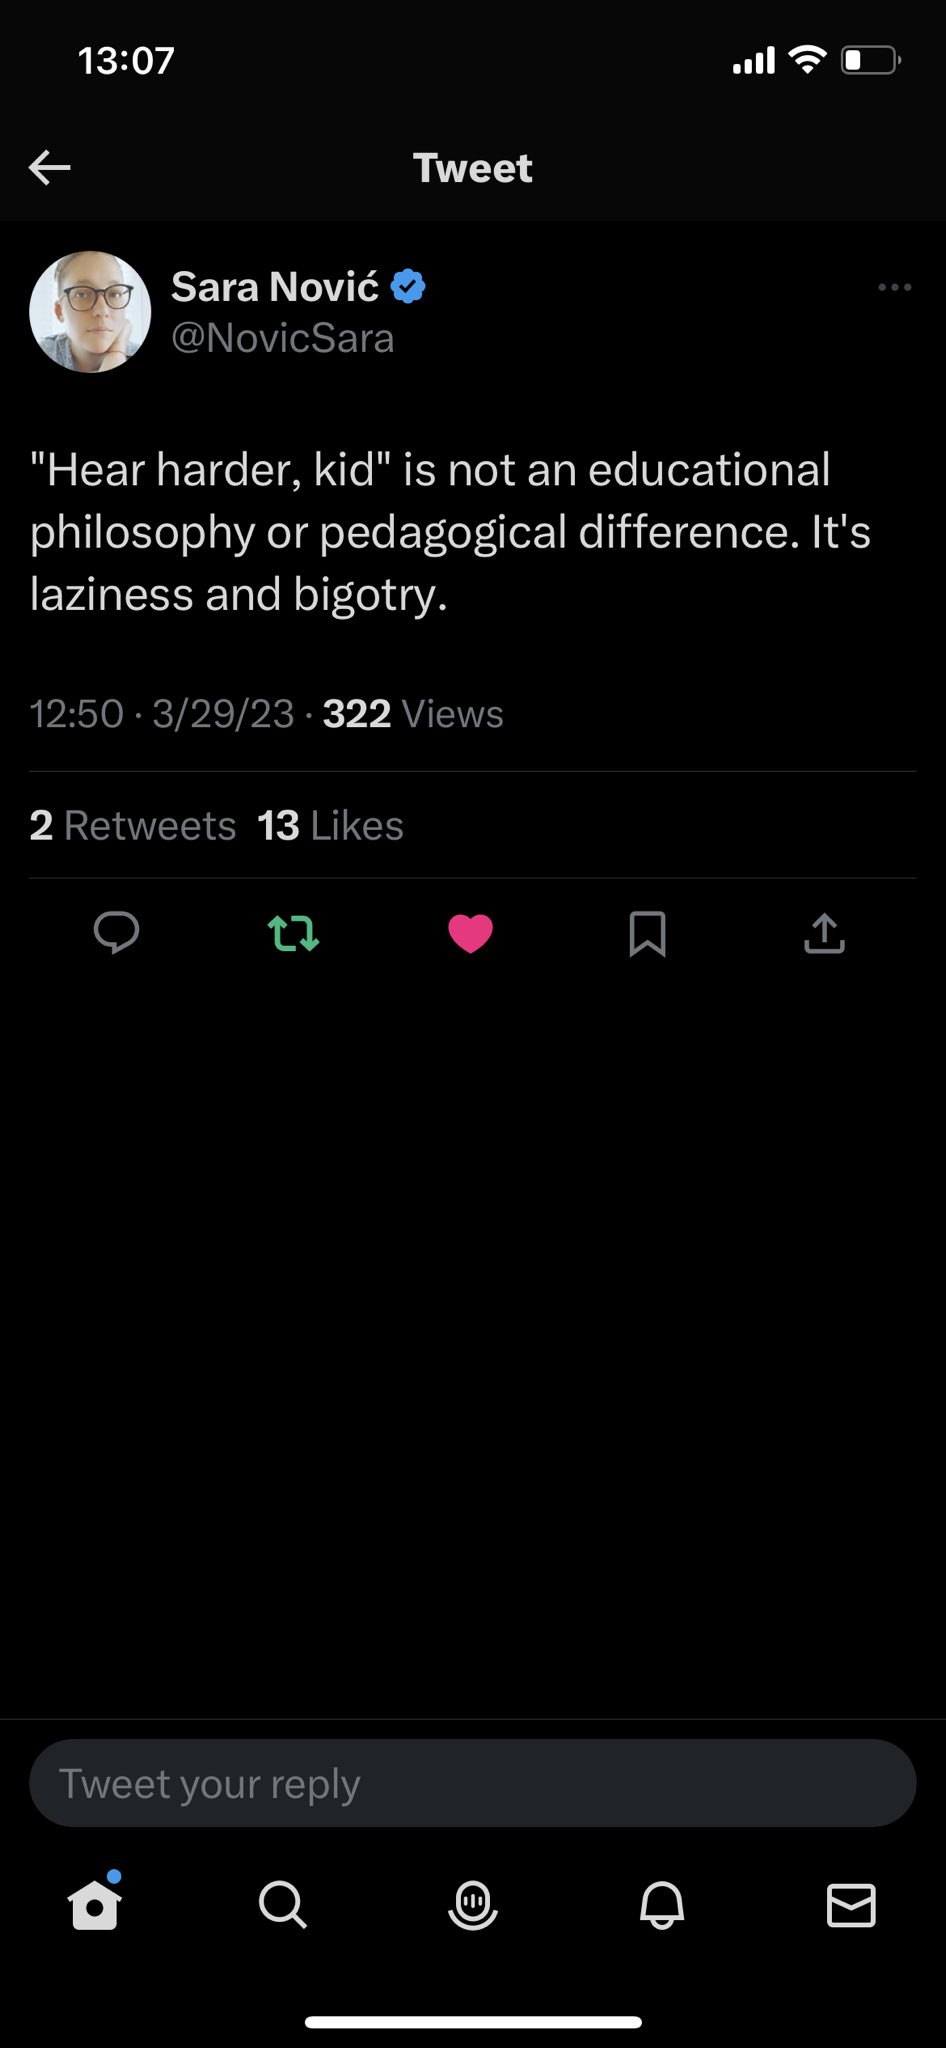 13:07
Tweet
Sara Nović
@NovicSara
"Hear harder, kid" is not an educational
philosophy or pedagogical difference. It's
laziness and bigotry.
12:50 · 3/29/23 · 322 Views
2 Retweets 13 Likes
Tweet your reply